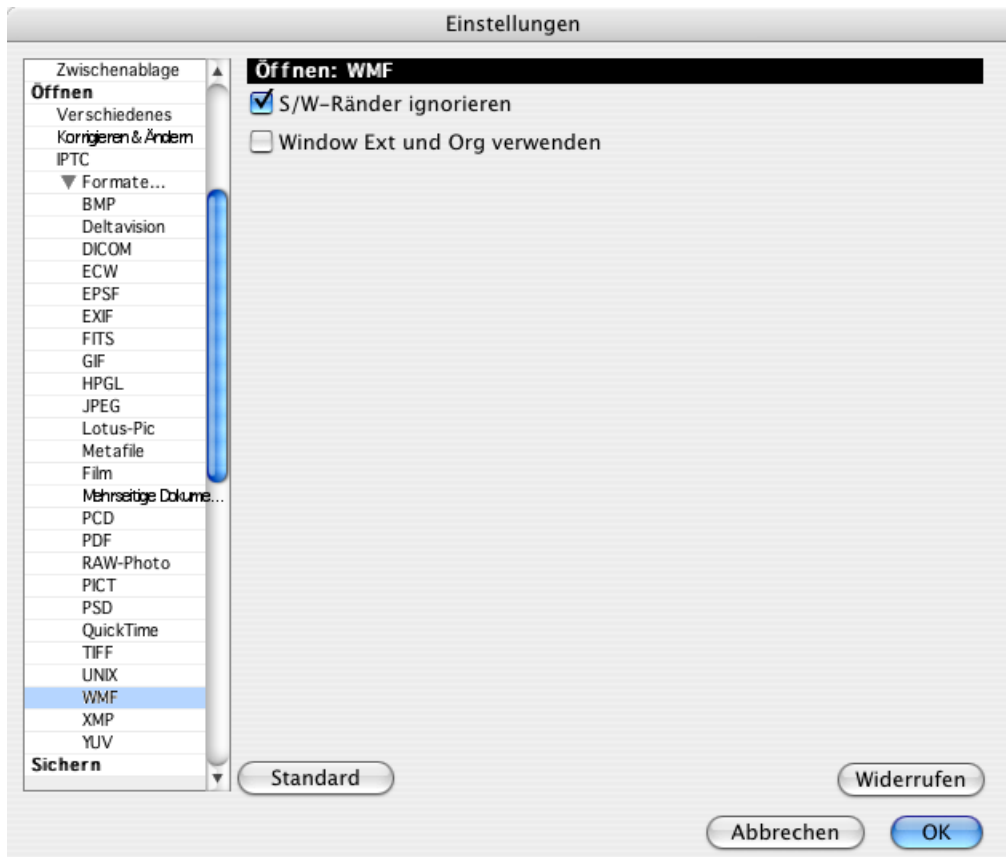 Einstellungen
Zwischenablage
Öffnen
Verschiedenes
Korrigieren & Ändern
IPTC
Formate...
BMP
Deltavision
DICOM
ECW
EPSF
EXIF
FITS
GIF
HPGL
JPEG
Lotus-Pic
Metafile
Film
Mehrseitige Dokume...
PCD
PDF
RAW-Photo
PICT
PSD
QuickTime
TIFF
UNIX
WMF
XMP
YUV
Sichern
Öffnen: WMF
S/W-Ränder ignorieren
Window Ext und Org verwenden
Standard
Widerrufen
Abbrechen
OK